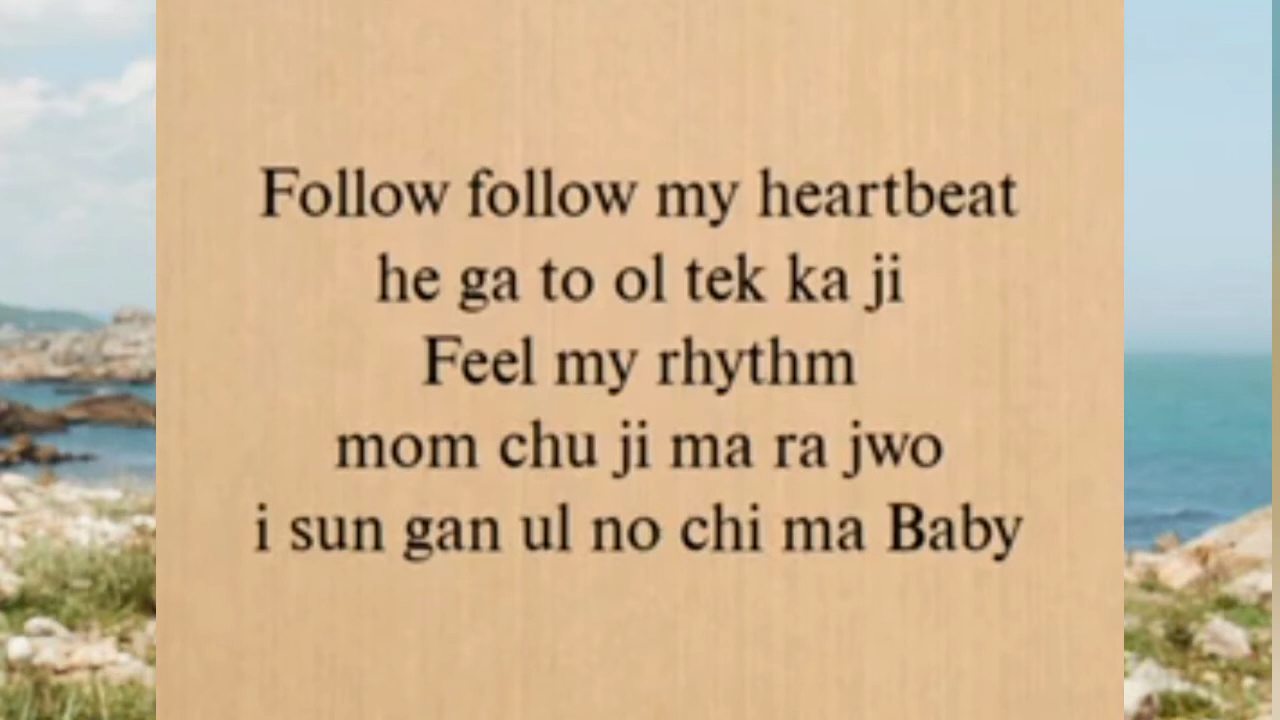 Follow follow my heartbeat
he ga to ol tek ka ji
Feel my rhythm
mom chu ji ma ra jwo
i sun gan ul no chi ma Baby